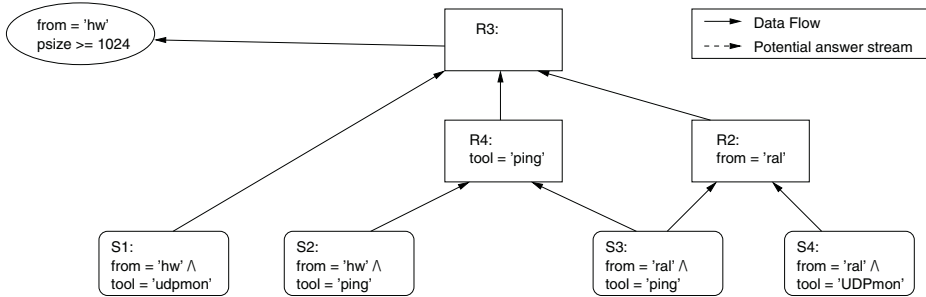 from = 'hw'
psize >= 1024
R3:
Data Flow
Potential answer stream
R4:
tool = 'ping'
R2:
from = 'ral'
S1:
from = 'hw' /\
tool = 'udpmon'
S2:
from = 'hw' /\
tool = 'ping'
S3:
from = 'ral' /\
tool = 'ping'
S4:
from = 'ral' /\
tool = 'UDPmon'